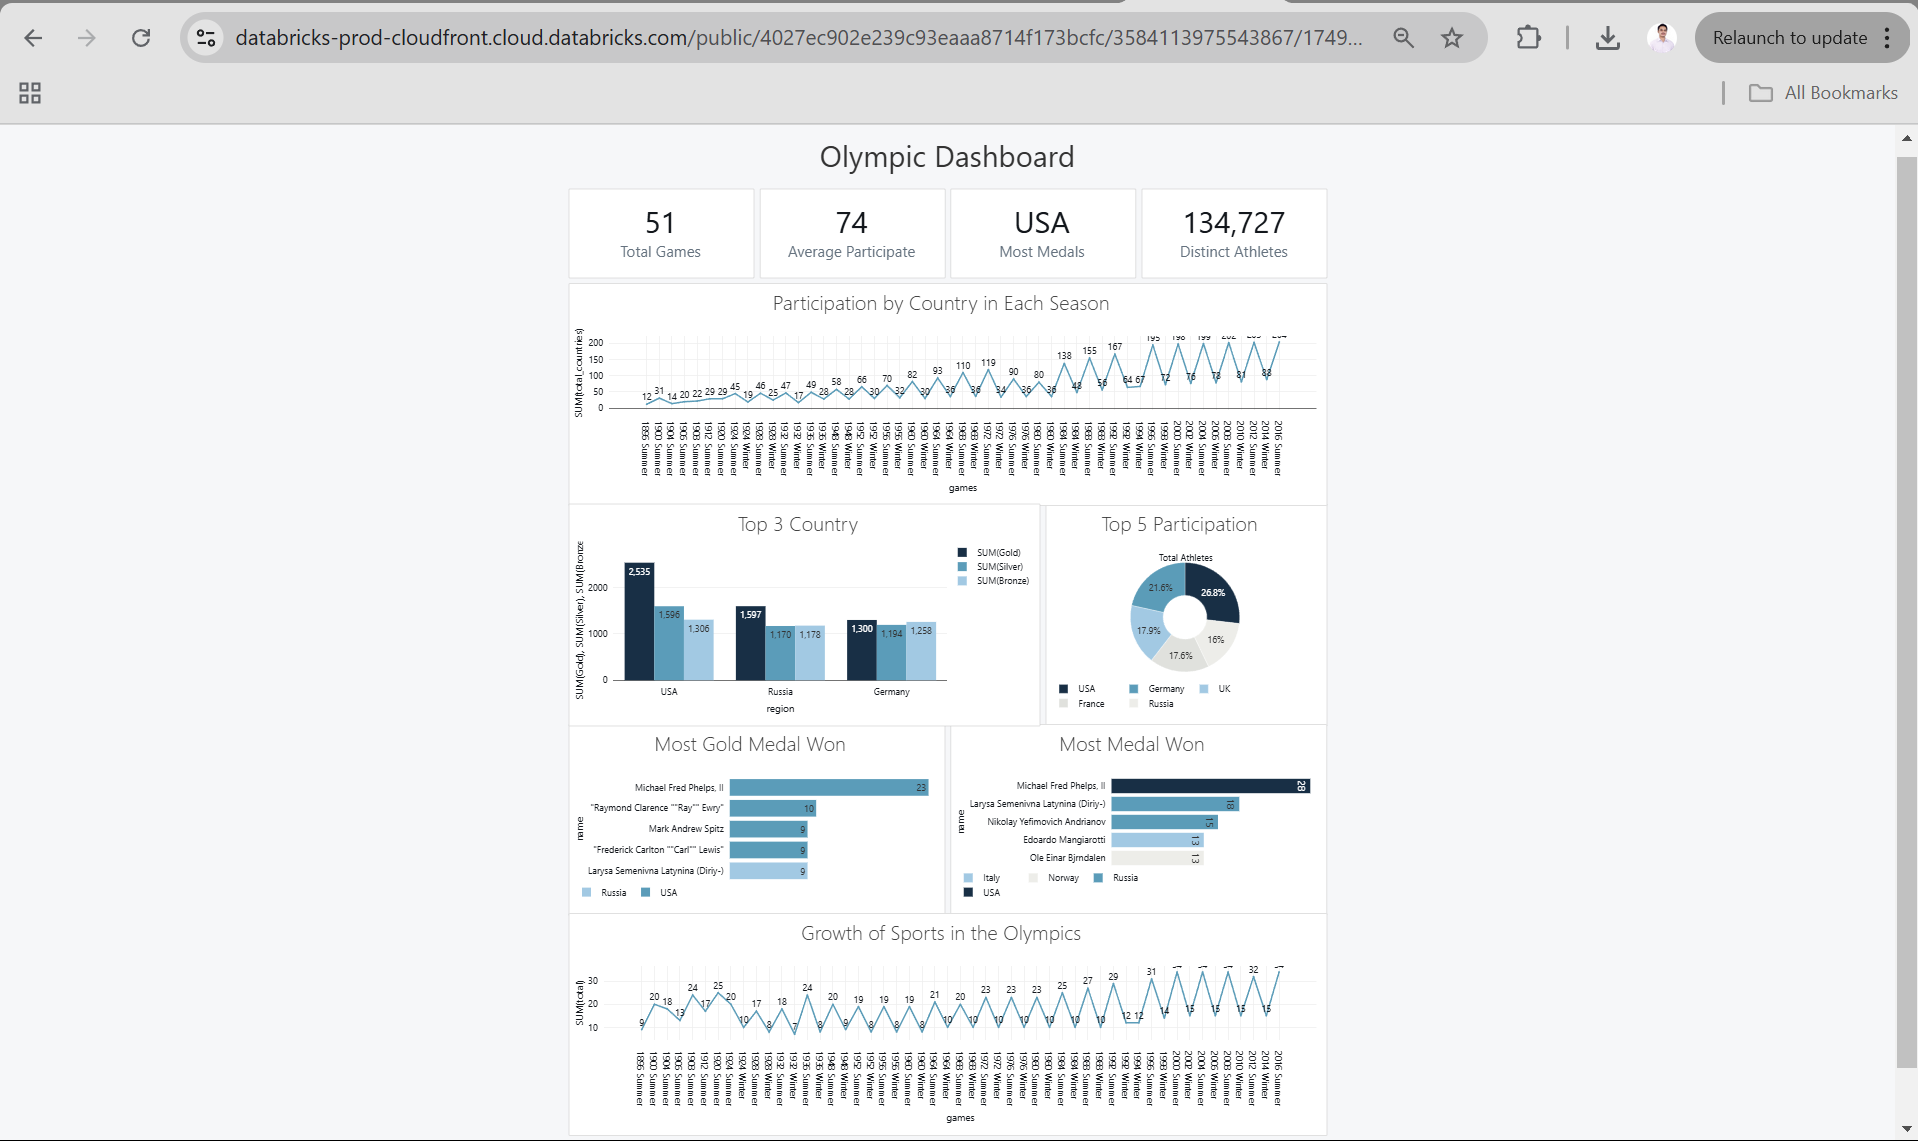 databricks-prod-cloudfront.cloud.databricks.com/public/4027ec902e239c93eaaa8714f173bcfc/3584113975543867/1749...
Relaunch to update
All Bookmarks
Olympic Dashboard
51
Total Games
74
Average Participate
USA
Most Medals
134,727
Distinct Athletes
Participation by Country in Each Season
SUM(total_countries)
200
150
100
50
0
12 31 14 20 22 29 29 45 19 46 25 47 17 49 28 58 28 66 30 70 32 82 30 93 36 110 36 119 34 90 36 80 36 138 48 155 56 167 64 67 195 72 198 76 199 78 202 81 88
1896 Summer
1900 Summer
1904 Summer
1906 Summer
1908 Summer
1912 Summer
1920 Summer
1924 Summer
1924 Winter
1928 Summer
1928 Winter
1932 Summer
1932 Winter
1936 Summer
1936 Winter
1948 Summer
1948 Winter
1952 Summer
1952 Winter
1956 Summer
1956 Winter
1960 Summer
1960 Winter
1964 Summer
1964 Winter
1968 Summer
1968 Winter
1972 Summer
1972 Winter
1976 Summer
1976 Winter
1980 Summer
1980 Winter
1984 Summer
1984 Winter
1988 Summer
1988 Winter
1992 Summer
1992 Winter
1994 Winter
1996 Summer
1998 Winter
2000 Summer
2002 Winter
2004 Summer
2006 Winter
2008 Summer
2010 Winter
2012 Summer
2014 Winter
2016 Summer
games
Top 3 Country
SUM(Gold), SUM(Silver), SUM(Bronze
2000
1000
0
2,535
1,596
1,306
1,597
1,170
1,178
1,300
1,194
1,258
USA
Russia
Germany
region
SUM(Gold)
SUM(Silver)
SUM(Bronze)
Top 5 Participation
Total Athletes
21.6%
26.8%
17.9%
16%
17.6%
USA
Germany
UK
France
Russia
Most Gold Medal Won
name
Michael Fred Phelps, II
23
"Raymond Clarence ""Ray"" Ewry"
10
Mark Andrew Spitz
9
"Frederick Carlton ""Carl"" Lewis"
9
Larysa Semenivna Latynina (Diriy-)
9
Russia
USA
Most Medal Won
name
Michael Fred Phelps, II
28
Larysa Semenivna Latynina (Diriy-)
18
Nikolay Yefimovich Andrianov
15
Edoardo Mangiarotti
13
Ole Einar Bjrndalen
13
Italy
Norway
Russia
USA
Growth of Sports in the Olympics
SUM(total)
30
20
10
9 20 18 13 24 17 25 20 10 17 8 18 7 24 8 20 9 19 8 19 8 19 8 21 10 20 10 23 10 23 10 23 10 25 10 27 10 29 12 12 31 14 15 15 15 32 15
1896 Summer
1900 Summer
1904 Summer
1906 Summer
1908 Summer
1912 Summer
1920 Summer
1924 Summer
1924 Winter
1928 Summer
1928 Winter
1932 Summer
1932 Winter
1936 Summer
1936 Winter
1948 Summer
1948 Winter
1952 Summer
1952 Winter
1956 Summer
1956 Winter
1960 Summer
1960 Winter
1964 Summer
1964 Winter
1968 Summer
1968 Winter
1972 Summer
1972 Winter
1976 Summer
1976 Winter
1980 Summer
1980 Winter
1984 Summer
1984 Winter
1988 Summer
1988 Winter
1992 Summer
1992 Winter
1994 Winter
1996 Summer
1998 Winter
2000 Summer
2002 Winter
2004 Summer
2006 Winter
2008 Summer
2010 Winter
2012 Summer
2014 Winter
2016 Summer
games